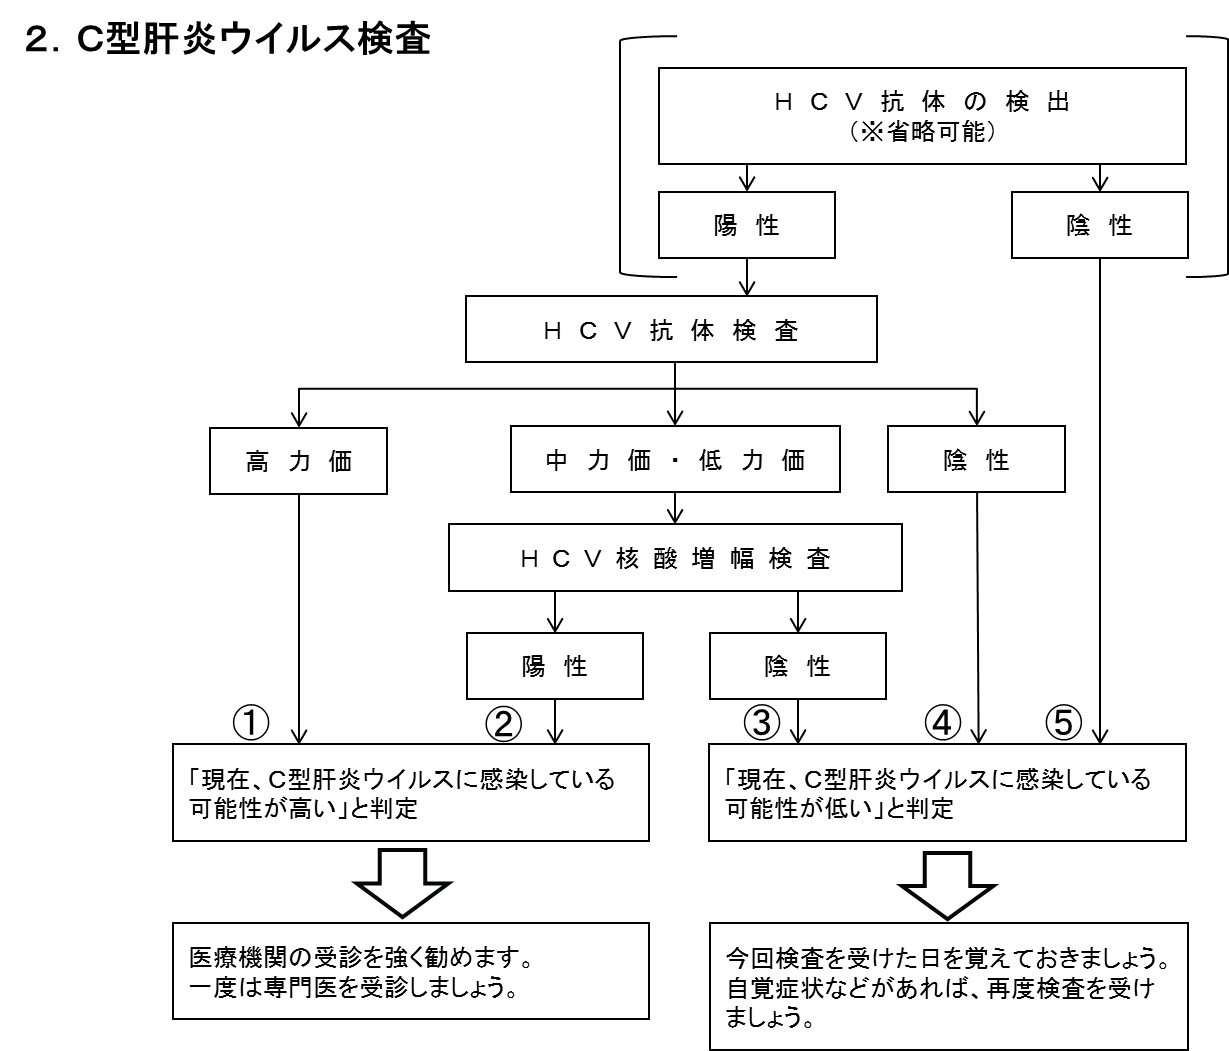 ２．Ｃ型肝炎ウイルス検査
ＨＣＶ抗体の検出
（※省略可能）
陽性
陰性
ＨＣＶ抗体検査
高力価
中力価・低力価
陰性
ＨＣＶ核酸増幅検査
陽性
陰性
①
②
③
④
⑤
「現在、Ｃ型肝炎ウイルスに感染している
可能性が高い」と判定
「現在、Ｃ型肝炎ウイルスに感染している
可能性が低い」と判定
医療機関の受診を強く勧めます。
一度は専門医を受診しましょう。
今回検査を受けた日を覚えておきましょう。
自覚症状などがあれば、再度検査を受け
ましょう。